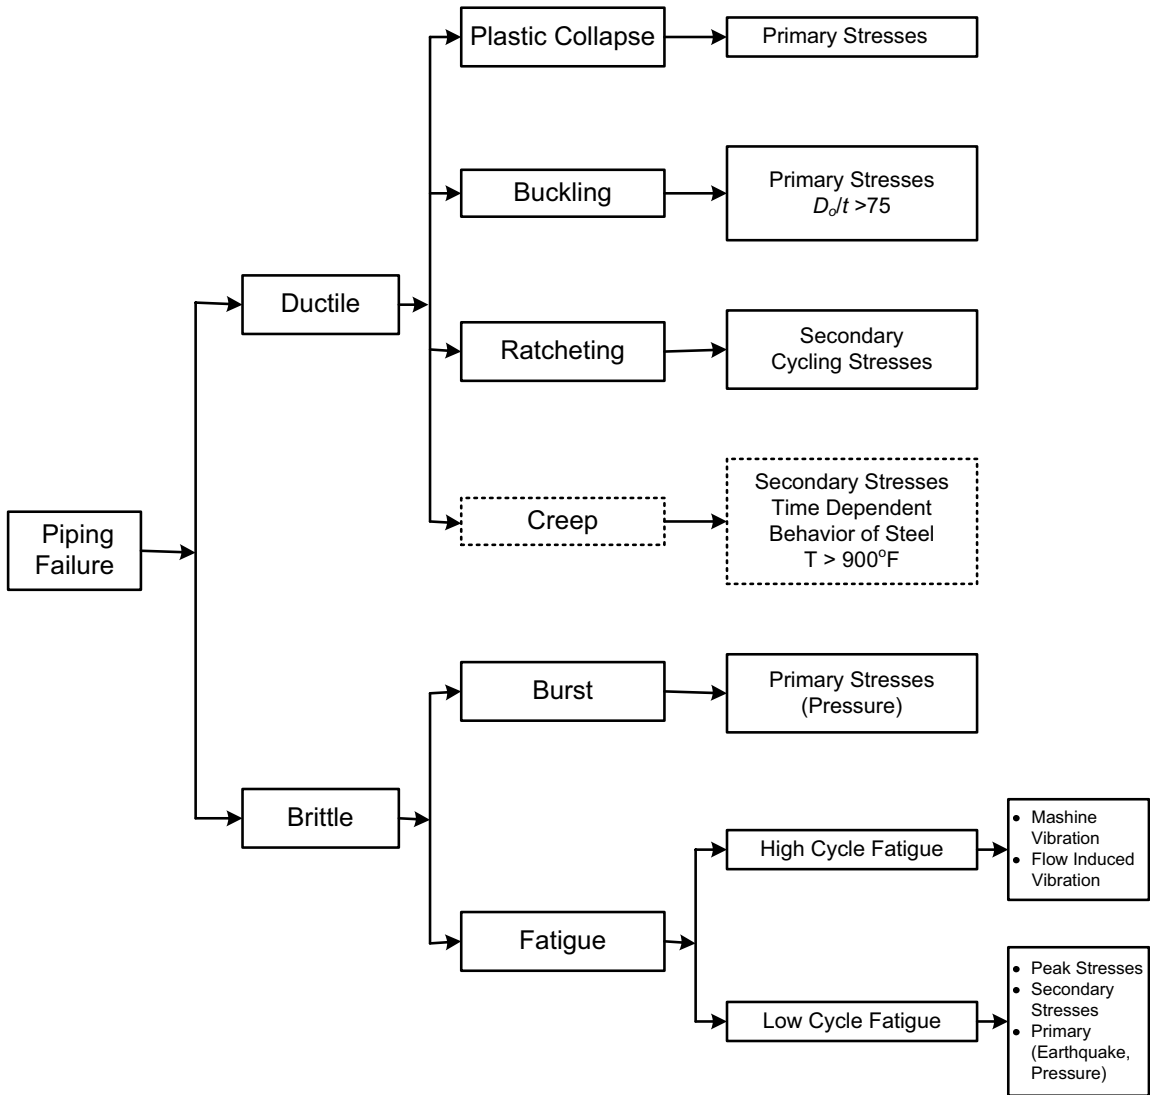 Plastic Collapse
Primary Stresses
Buckling
Primary Stresses
Dₒ/t >75
Ductile
Ratcheting
Secondary
Cycling Stresses
Creep
Secondary Stresses
Time Dependent
Behavior of Steel
T > 900°F
Piping
Failure
Burst
Primary Stresses
(Pressure)
Brittle
High Cycle Fatigue
• Mashine
Vibration
• Flow Induced
Vibration
Fatigue
Low Cycle Fatigue
• Peak Stresses
• Secondary
Stresses
• Primary
(Earthquake,
Pressure)